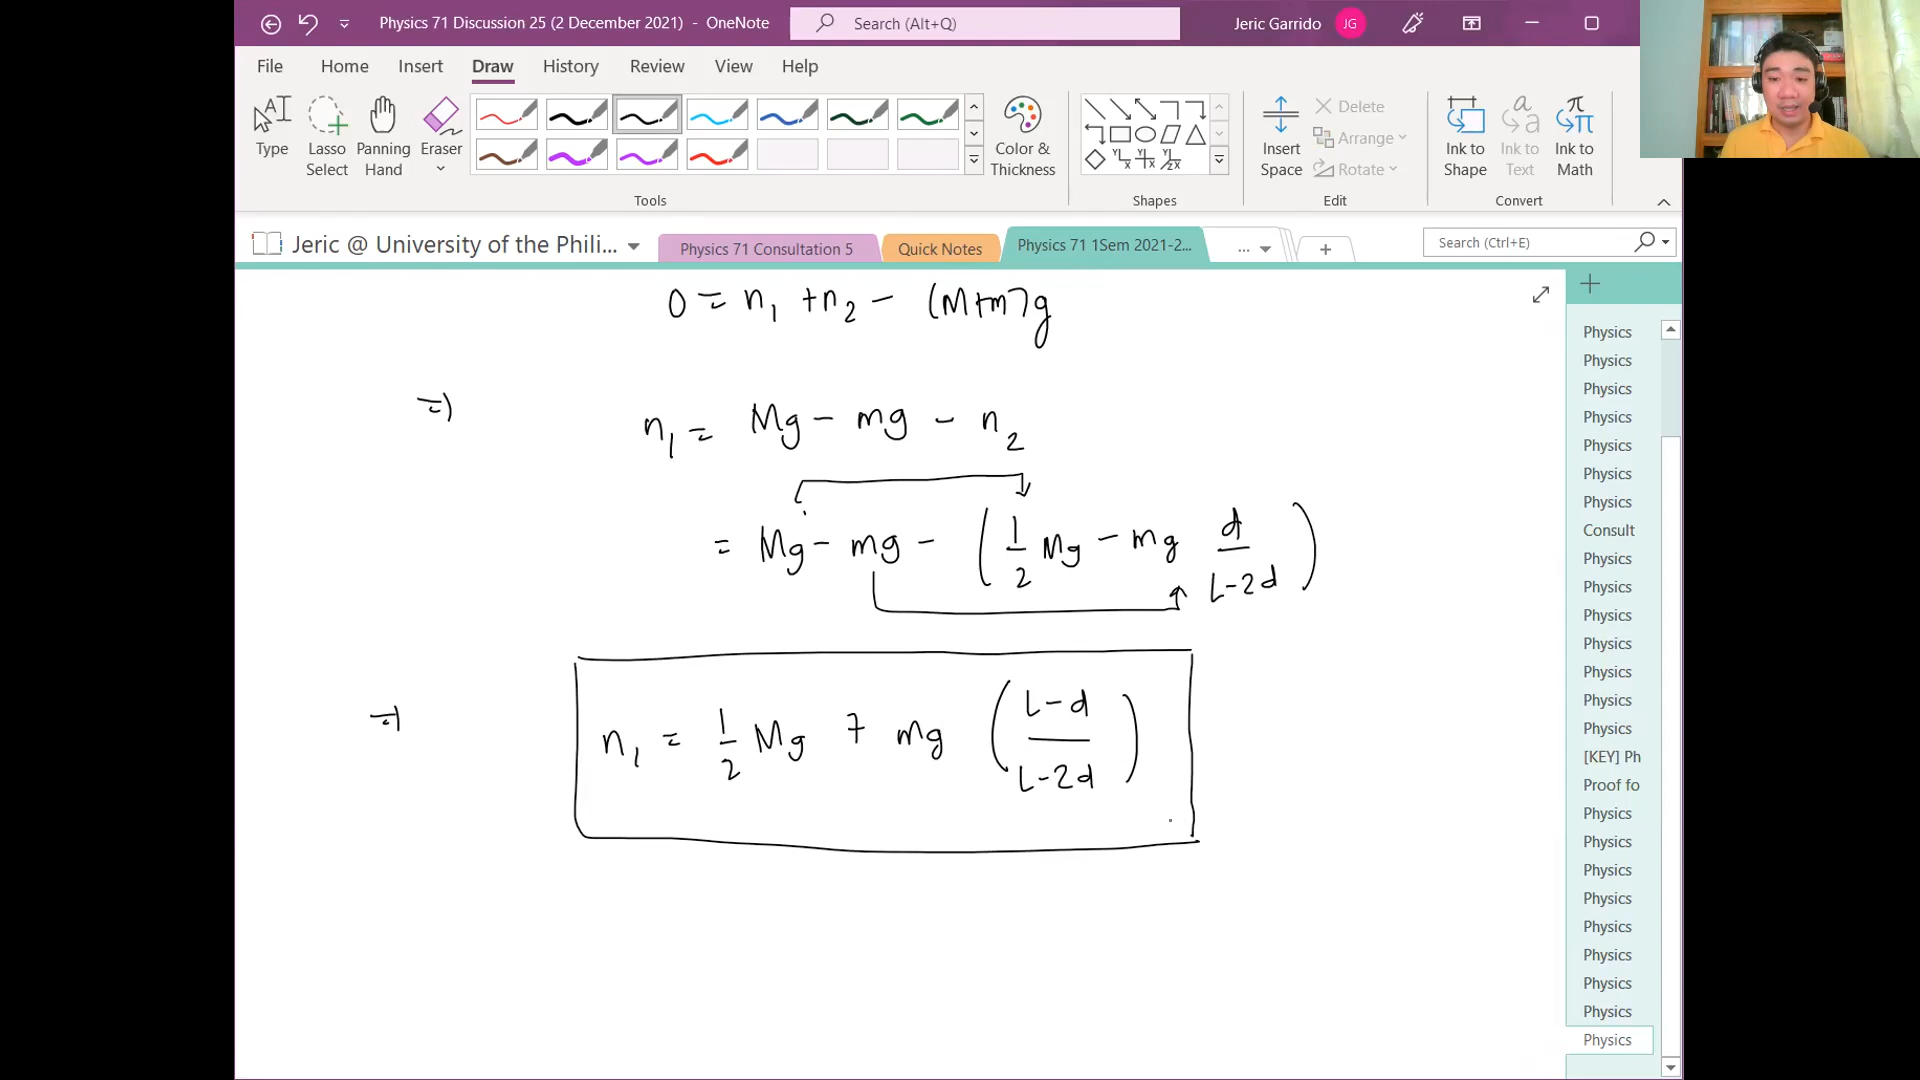 Physics 71 Discussion 25 (2 December 2021) - OneNote
Search (Alt+Q)
Jeric Garrido
JG
File Home Insert Draw History Review View Help
Type
Lasso Select
Panning Hand
Eraser
Color & Thickness
Insert Space
Delete
Arrange
Rotate
Ink to Shape
Ink to Text
Ink to Math
Tools
Shapes
Edit
Convert
Jeric @ University of the Phili...
Physics 71 Consultation 5
Quick Notes
Physics 71 1Sem 2021-2...
...
Search (Ctrl+E)
0 = n₁ + n₂ - (M+m)g
⇒ n₁ = Mg - mg - n₂
= Mg - mg - (1/2 Mg - mg d/(L-2d))
⇒ n₁ = 1/2 Mg + mg ((L-d)/(L-2d))
Physics
Physics
Physics
Physics
Physics
Physics
Physics
Consult
Physics
Physics
Physics
Physics
Physics
Physics
Physics
[KEY] Ph
Proof fo
Physics
Physics
Physics
Physics
Physics
Physics
Physics
Physics
Physics